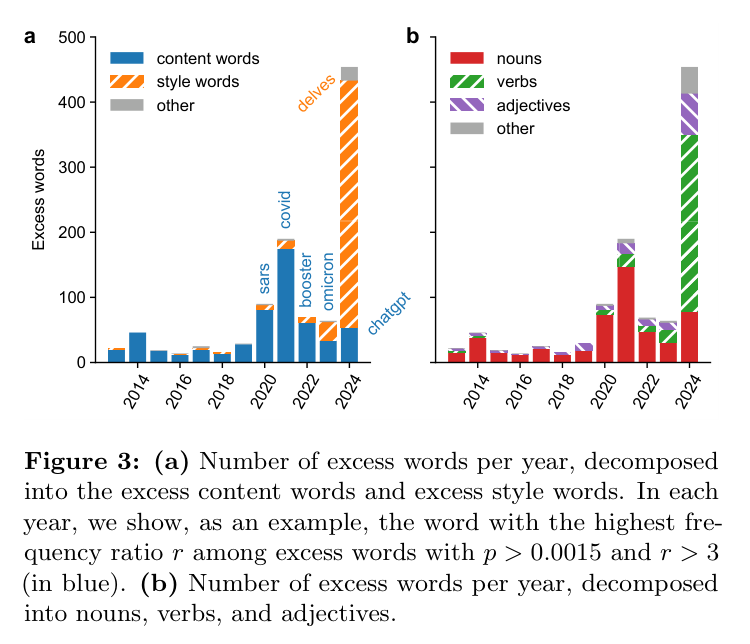 a
500
400
300
200
100
0
Excess words
content words
style words
other
delves
covid
sars
booster
omicron
chatgpt
2014
2016
2018
2020
2022
2024
b
nouns
verbs
adjectives
other
2014
2016
2018
2020
2022
2024
Figure 3: (a) Number of excess words per year, decomposed
into the excess content words and excess style words. In each
year, we show, as an example, the word with the highest fre-
quency ratio r among excess words with p > 0.0015 and r > 3
(in blue). (b) Number of excess words per year, decomposed
into nouns, verbs, and adjectives.